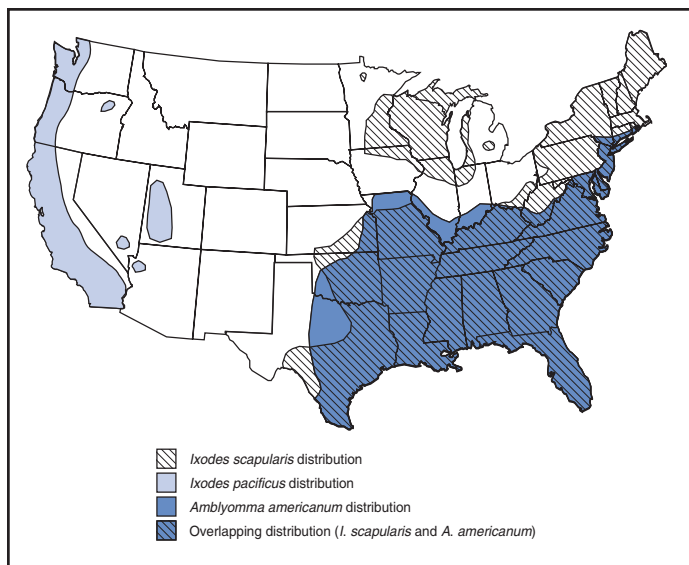 Ixodes scapularis distribution
Ixodes pacificus distribution
Amblyomma americanum distribution
Overlapping distribution (I. scapularis and A. americanum)